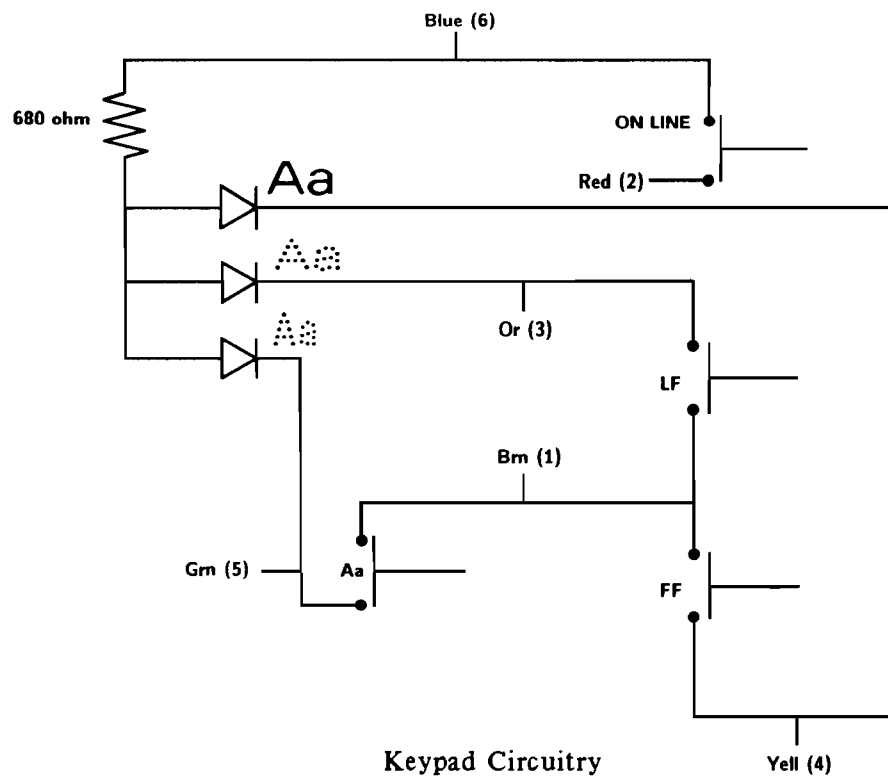 Blue (6)
680 ohm
ON LINE
Red (2)
Aa
Aa
Or (3)
Aa
LF
Brn (1)
Grn (5)
Aa
FF
Keypad Circuitry
Yell (4)